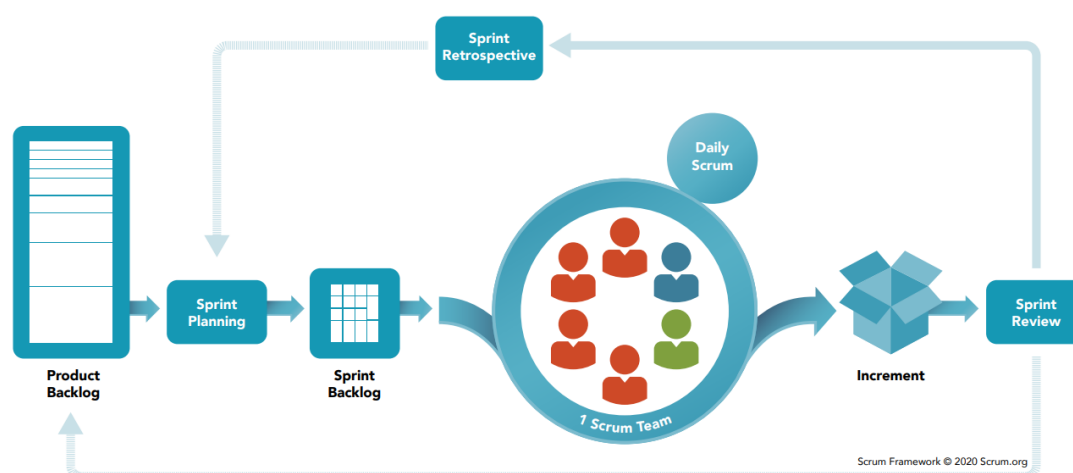 Sprint
Retrospective
Daily
Scrum
Sprint
Planning
Sprint
Review
Product
Backlog
Sprint
Backlog
1 Scrum Team
Increment
Scrum Framework © 2020 Scrum.org